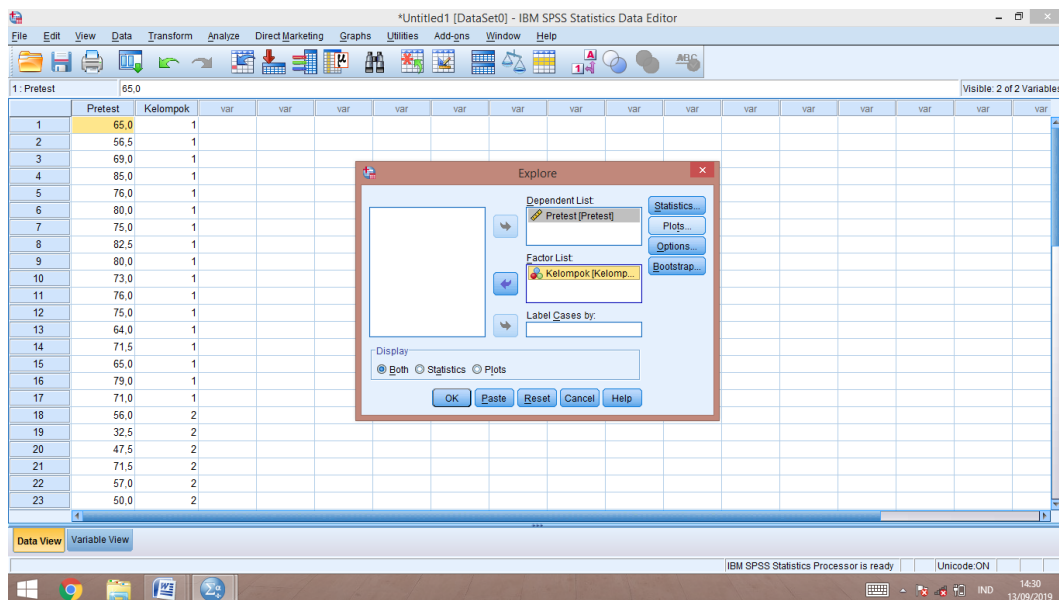 *Untitled1 [DataSet0] - IBM SPSS Statistics Data Editor
File Edit View Data Transform Analyze Direct Marketing Graphs Utilities Add-ons Window Help
1 : Pretest 65,0 Visible: 2 of 2 Variables
Pretest Kelompok var var var var var var var var var var var var var
1 65,0 1
2 56,5 1
3 69,0 1
4 85,0 1
5 76,0 1
6 80,0 1
7 75,0 1
8 82,5 1
9 80,0 1
10 73,0 1
11 76,0 1
12 75,0 1
13 64,0 1
14 71,5 1
15 65,0 1
16 79,0 1
17 71,0 1
18 56,0 2
19 32,5 2
20 47,5 2
21 71,5 2
22 57,0 2
23 50,0 2
Explore
Dependent List:
Pretest [Pretest]
Factor List:
Kelompok [Kelomp...
Label Cases by:
Statistics...
Plots...
Options...
Bootstrap...
Display
Both Statistics Plots
OK Paste Reset Cancel Help
Data View Variable View
IBM SPSS Statistics Processor is ready Unicode:ON
IND 14:30
13/09/2019